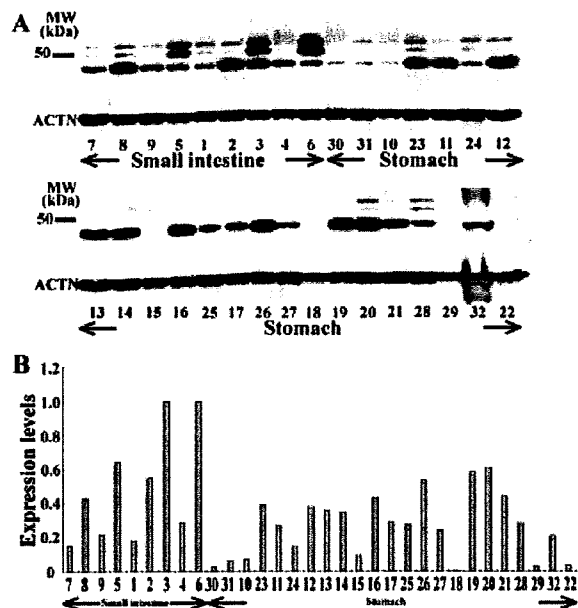 A
MW
(kDa)
50
ACTN
7 8 9 5 1 2 3 4 6 30 31 10 23 11 24 12
Small intestine Stomach
MW
(kDa)
50
ACTN
13 14 15 16 25 17 26 27 18 19 20 21 28 29 32 22
Stomach
B
Expression levels
1.2
1.0
0.8
0.6
0.4
0.2
0
7 8 9 5 1 2 3 4 6 30 31 10 23 11 24 12 13 14 15 16 17 25 26 27 18 19 20 21 28 29 32 22
Small intestine Stomach